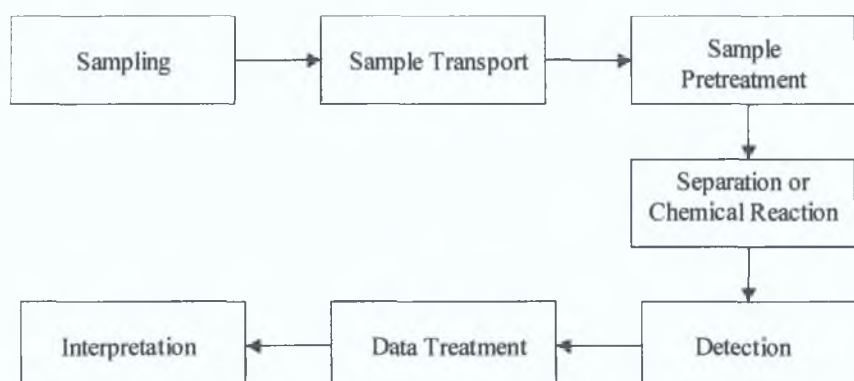 Sampling
Sample Transport
Sample
Pretreatment
Separation or
Chemical Reaction
Detection
Data Treatment
Interpretation